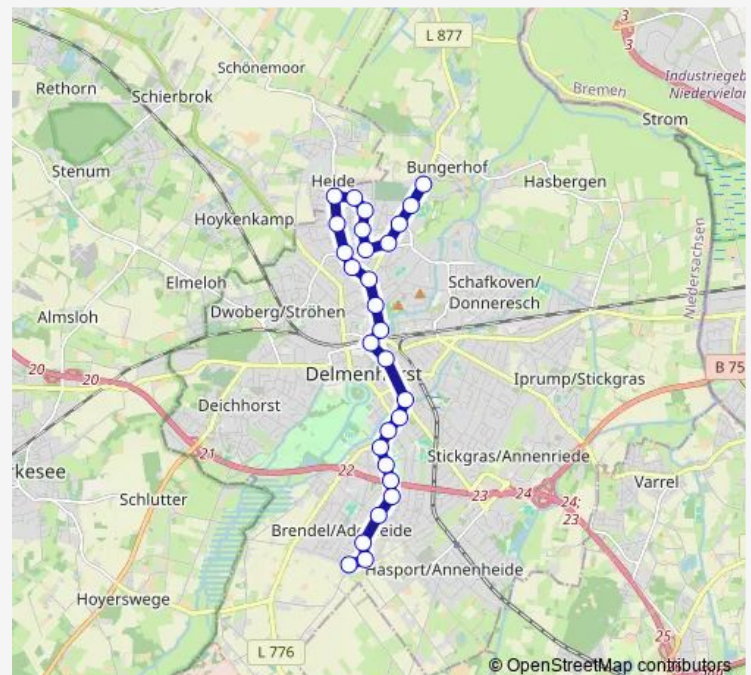 3
3
L 877
Schönemoor
Rethorn
Schierbrok
Industriegeb
Niedervielan
Bremen
Strom
Stenum
Bungerhof
Heide
Hasbergen
Hoykenkamp
Niedersachsen
Elmeloh
Schafkoven/
Donneresch
Almsloh
Dwoberg/Ströhen
20
20
B 75
Delmenhorst
Iprump/Stickgras
Deichhorst
21
Stickgras/Annenriede
rkesee
22
Varrel
23
24
24;
23
Schlutter
Brendel/Adelheide
Hasport/Annenheide
Hoyerswege
25
L 776
© OpenStreetMap contributors